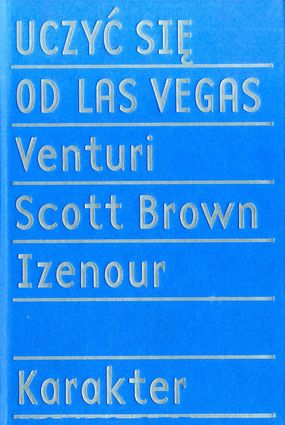 UCZYĆ SIĘ
OD LAS VEGAS
Venturi
Scott Brown
Izenour
Karakter